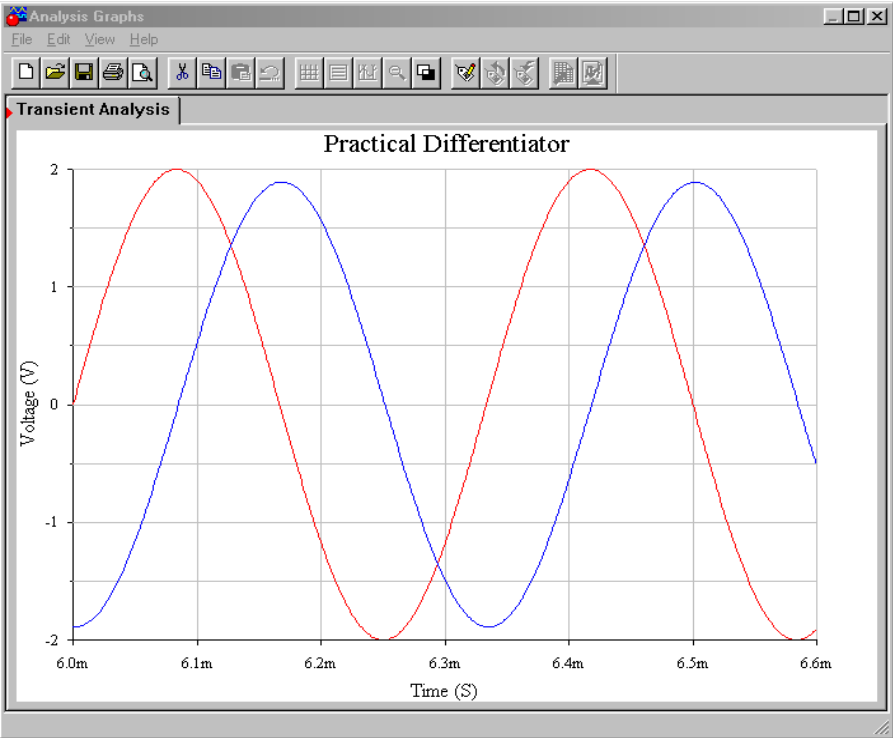 Analysis Graphs
File Edit View Help
Transient Analysis
Practical Differentiator
2
1
0
-1
-2
Voltage (V)
6.0m 6.1m 6.2m 6.3m 6.4m 6.5m 6.6m
Time (S)